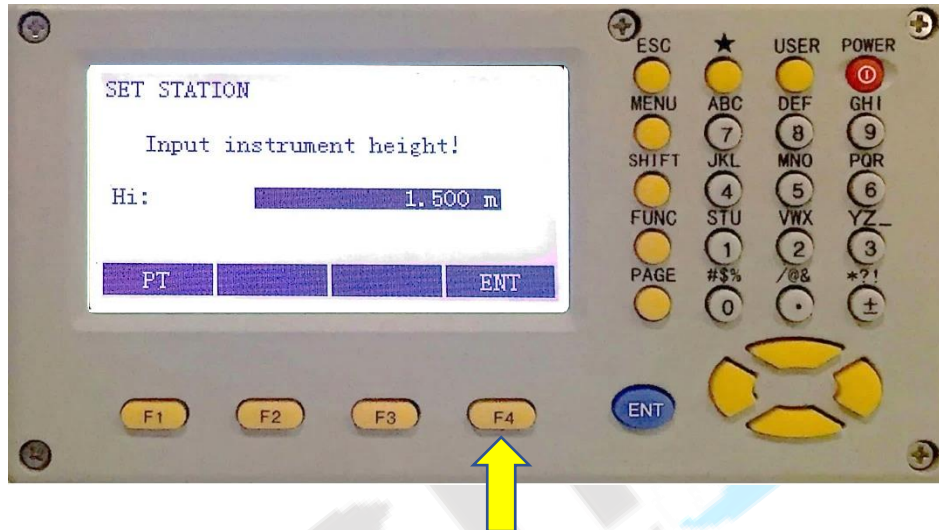 SET STATION
Input instrument height!
Hi: 1.500 m
PT ENT
F1 F2 F3 F4
ESC ★ USER POWER
MENU ABC DEF GHI
7 8 9
SHIFT JKL MNO PQR
4 5 6
FUNC STU VWX YZ_
1 2 3
PAGE #$% /@& *?!
0 • ±
ENT